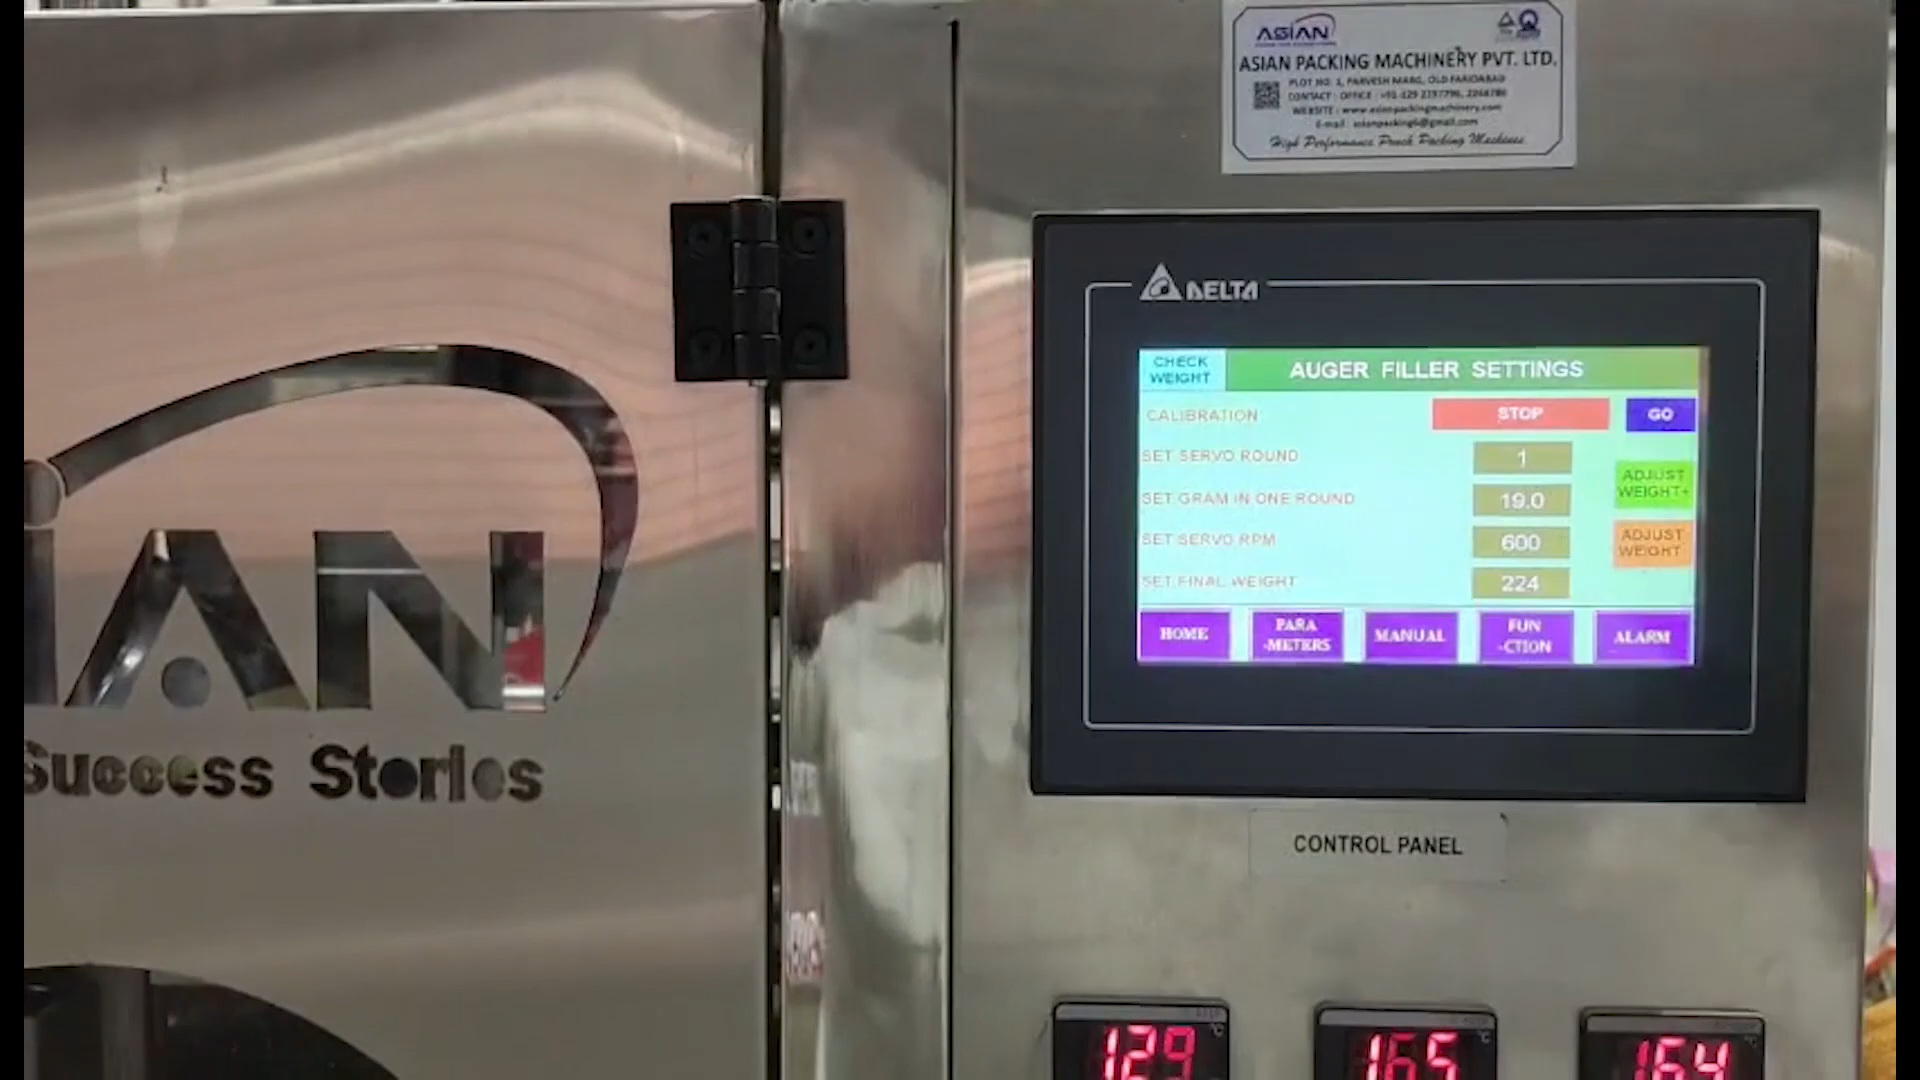 ASIAN
ASIAN PACKING MACHINERY PVT. LTD.
PLOT NO. 1, PARVESH MARG, OLD FARIDABAD
CONTACT : OFFICE : +91-129 2297796, 2266786
WEBSITE : www.asianpackingmachinery.com
E-mail : asianpacking6@gmail.com
High Performance Pouch Packing Machines
DELTA
CHECK WEIGHT
AUGER FILLER SETTINGS
CALIBRATION STOP GO
SET SERVO ROUND 1
ADJUST WEIGHT+
SET GRAM IN ONE ROUND 19.0
SET SERVO RPM 600
ADJUST WEIGHT
SET FINAL WEIGHT 224
HOME
PARA
-METERS
MANUAL
FUN
-CTION
ALARM
IAN
Success Stories
CONTROL PANEL
129 °C
165 °C
164 °C